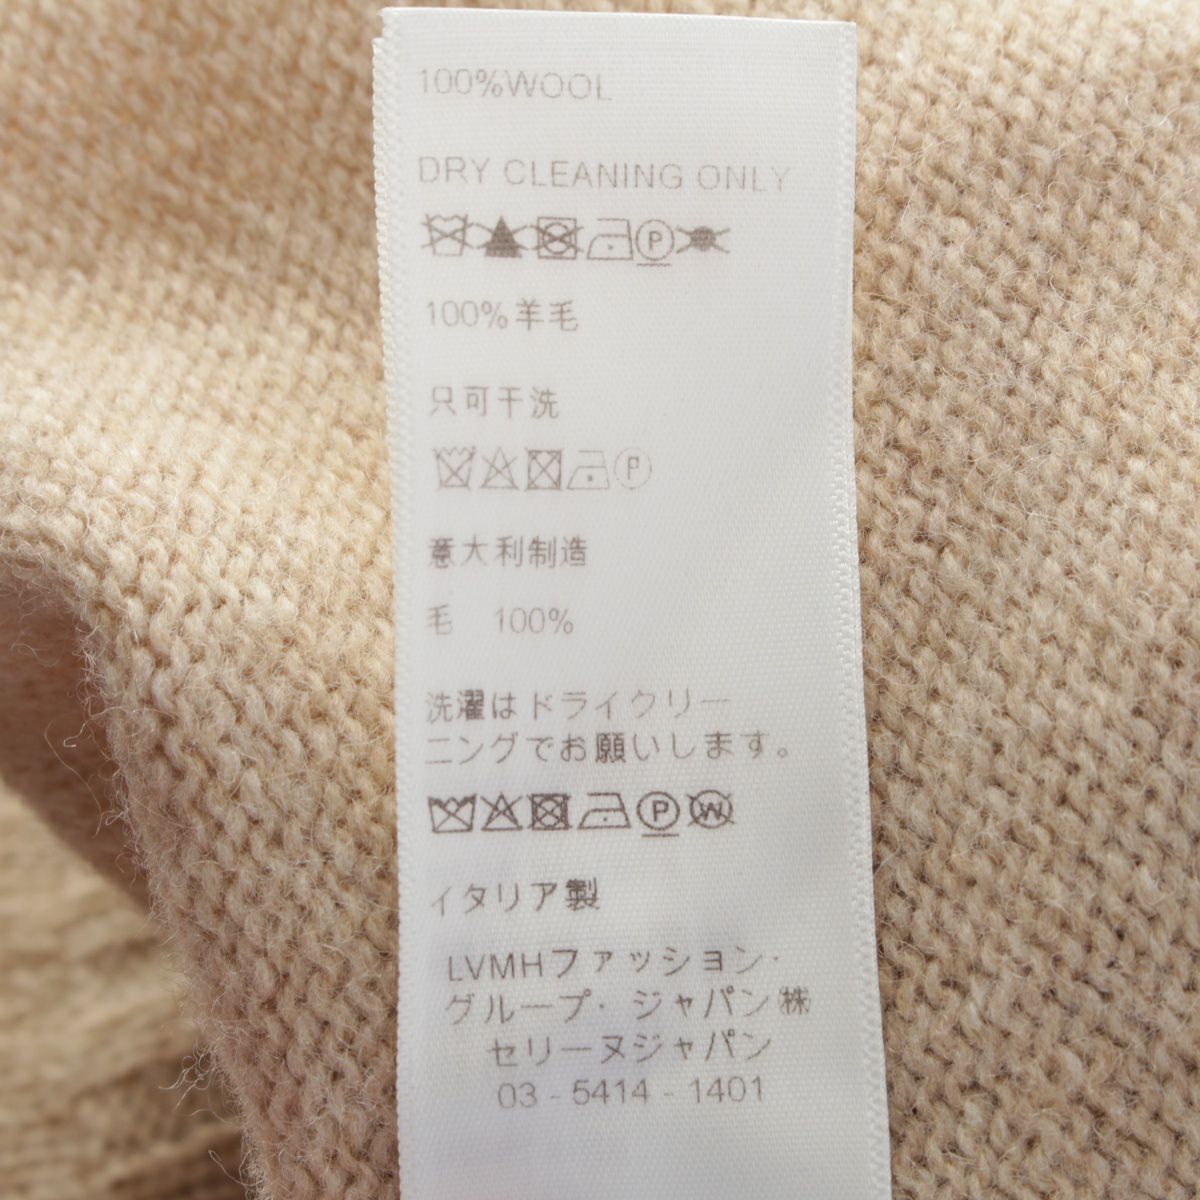 100%WOOL
DRY CLEANING ONLY
P
100%羊毛
只可干洗
P
意大利制造
毛 100%
洗濯はドライクリー
ニングでお願いします。
P W
イタリア製
LVMHファッション・
グループ・ジャパン㈱
セリーヌジャパン
03 - 5414 - 1401